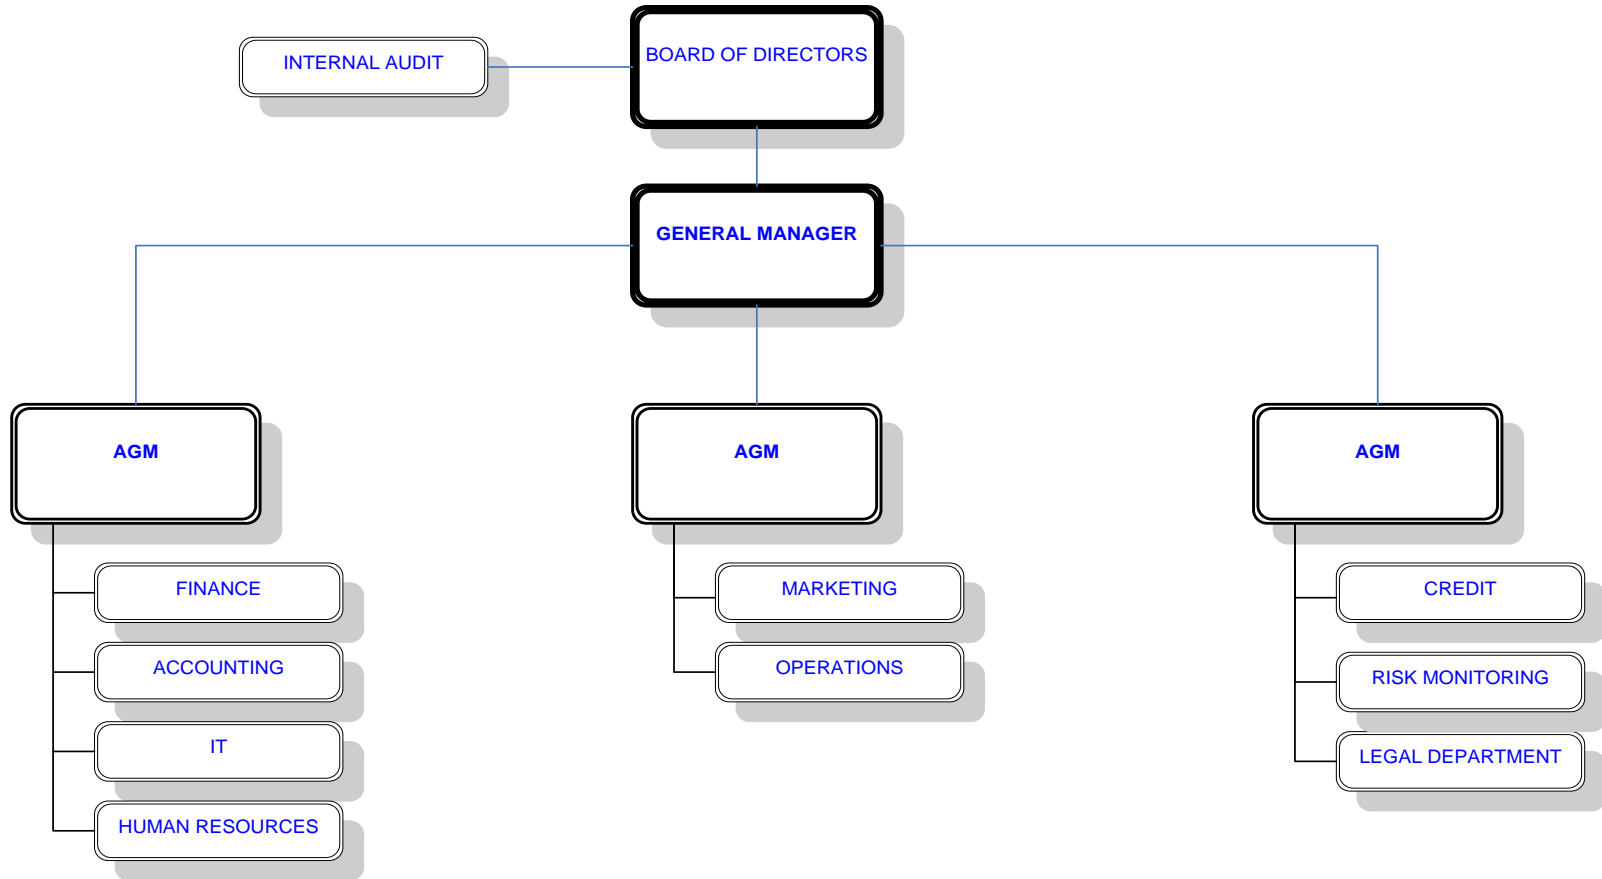 BOARD OF DIRECTORS
INTERNAL AUDIT
GENERAL MANAGER
AGM
AGM
AGM
FINANCE
ACCOUNTING
IT
HUMAN RESOURCES
MARKETING
OPERATIONS
CREDIT
RISK MONITORING
LEGAL DEPARTMENT